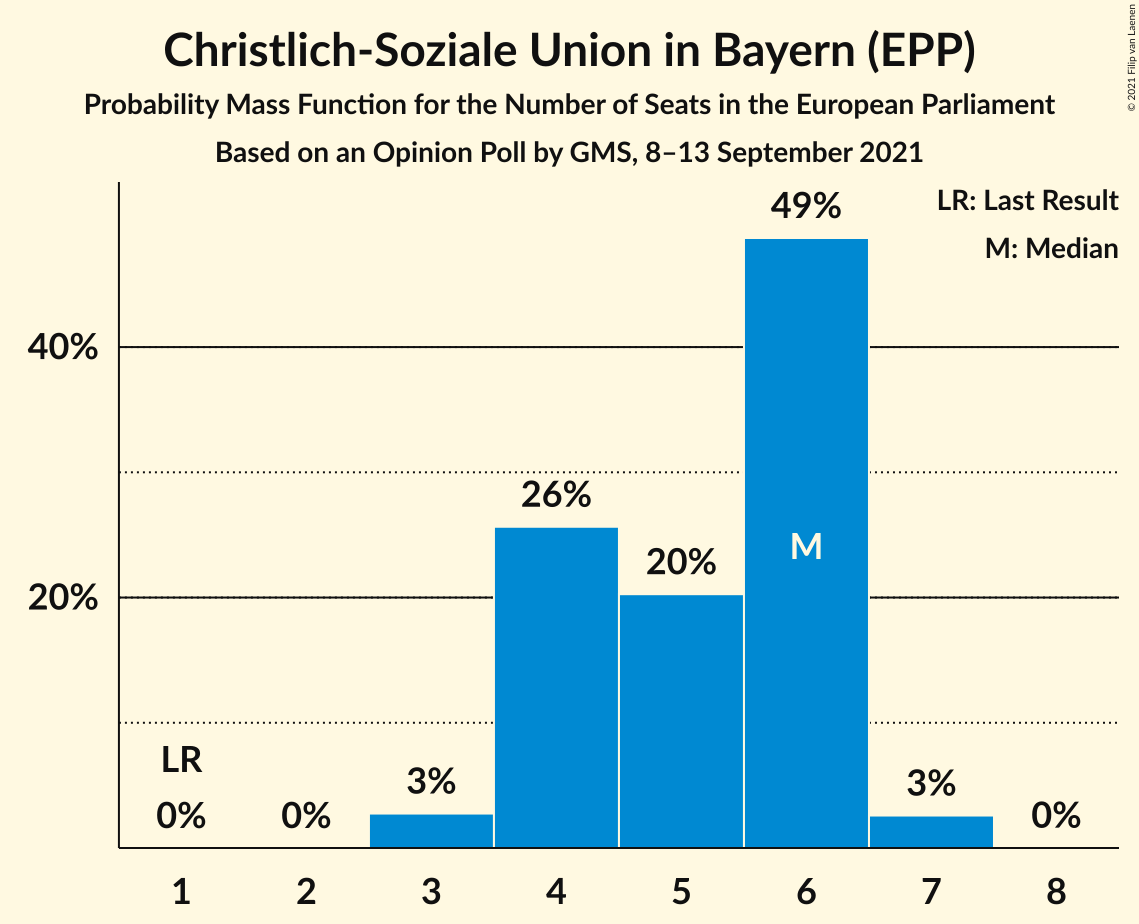 Christlich-Soziale Union in Bayern (EPP)
Probability Mass Function for the Number of Seats in the European Parliament
Based on an Opinion Poll by GMS, 8–13 September 2021
© 2021 Filip van Laenen
LR: Last Result
M: Median
49%
40%
26%
20%
M
20%
LR
0%
0%
3%
3%
0%
1 2 3 4 5 6 7 8